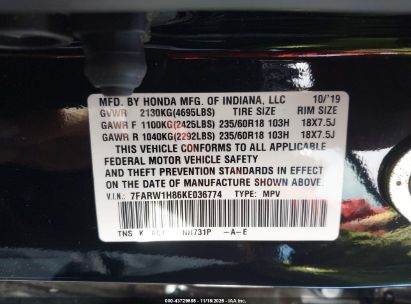 MFD. BY HONDA MFG. OF INDIANA, LLC 10/'19
GVWR 2130KG(4695LBS) TIRE SIZE RIM SIZE
GAWR F 1100KG(2425LBS) 235/60R18 103H 18X7.5J
GAWR R 1040KG(2292LBS) 235/60R18 103H 18X7.5J
THIS VEHICLE CONFORMS TO ALL APPLICABLE
FEDERAL MOTOR VEHICLE SAFETY
AND THEFT PREVENTION STANDARDS IN EFFECT
ON THE DATE OF MANUFACTURE SHOWN ABOVE.
V.I.N.: 7FARW1H86KE036774 TYPE: MPV
TNS NH731P -A-E